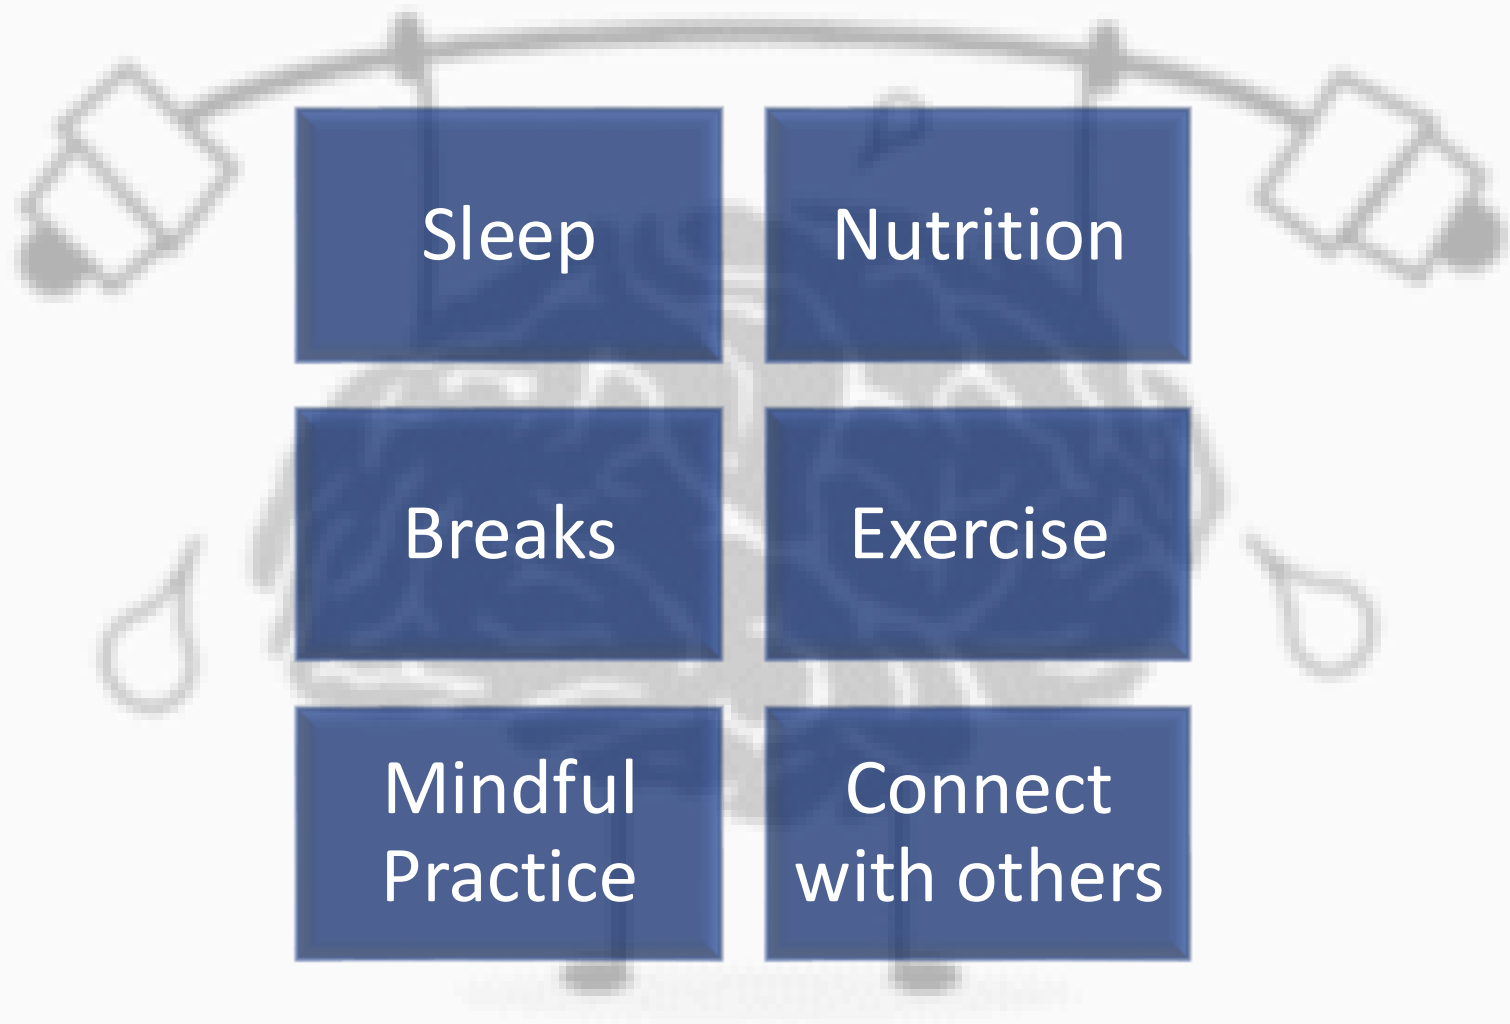 Sleep
Nutrition
Breaks
Exercise
Mindful
Practice
Connect
with others